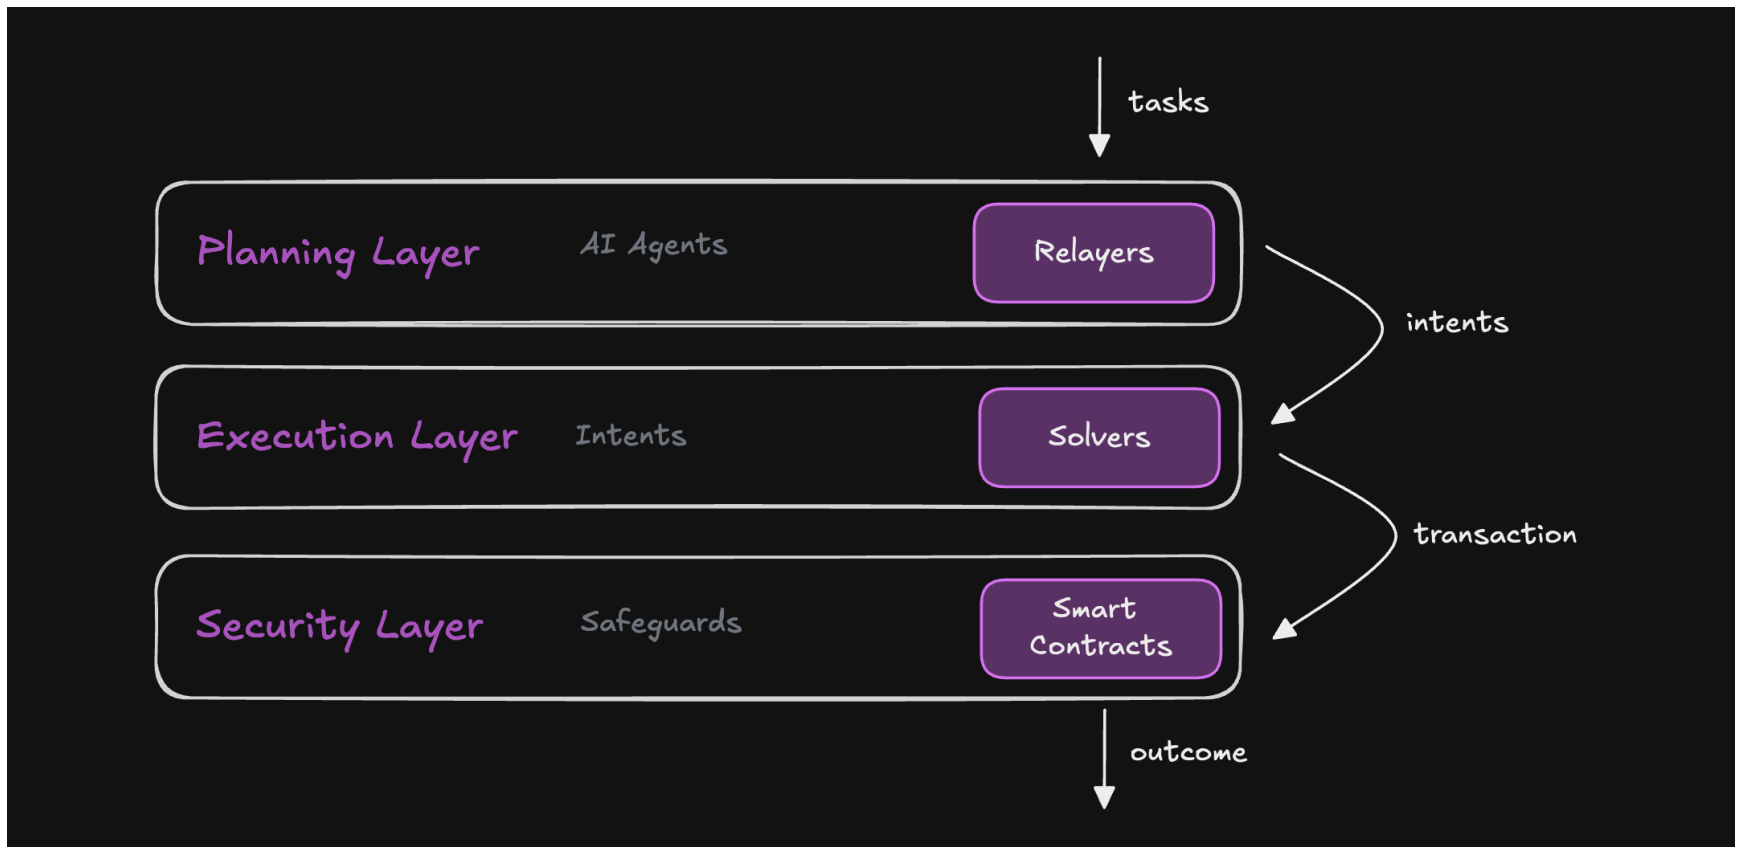 tasks
Planning Layer
AI Agents
Relayers
intents
Execution Layer
Intents
Solvers
transaction
Security Layer
Safeguards
Smart
Contracts
outcome